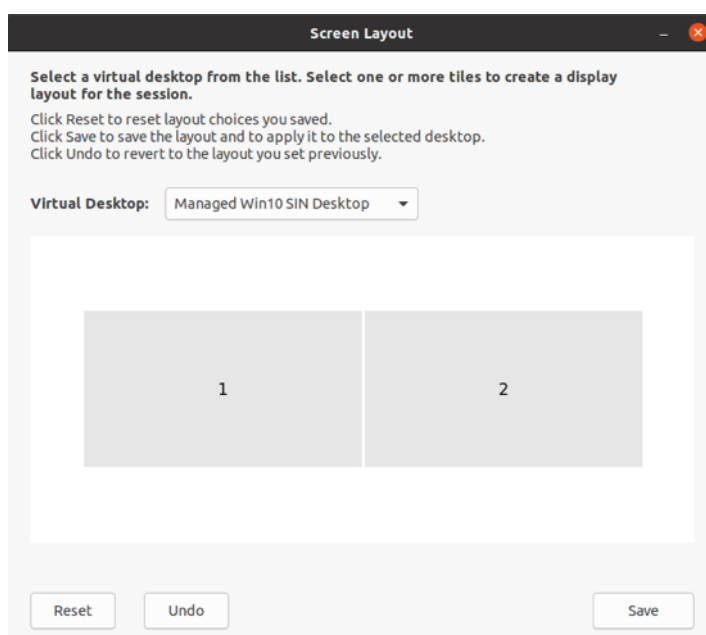 Screen Layout
Select a virtual desktop from the list. Select one or more tiles to create a display
layout for the session.
Click Reset to reset layout choices you saved.
Click Save to save the layout and to apply it to the selected desktop.
Click Undo to revert to the layout you set previously.
Virtual Desktop: Managed Win10 SIN Desktop
1 2
Reset Undo Save